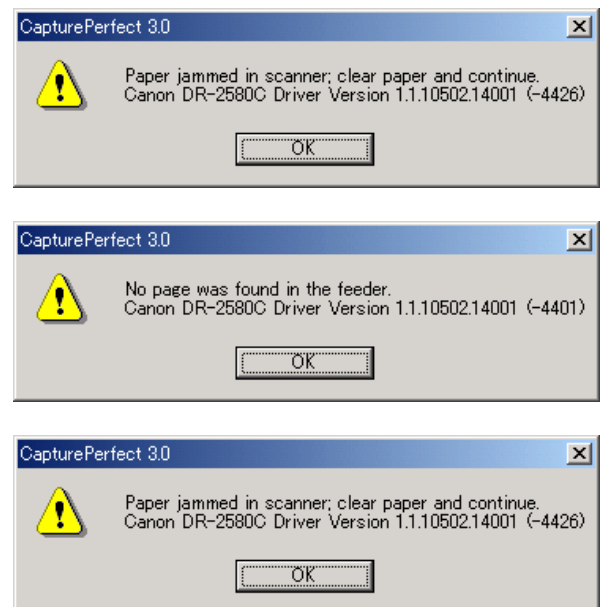 CapturePerfect 3.0
Paper jammed in scanner; clear paper and continue.
Canon DR-2580C Driver Version 1.1.10502.14001 (-4426)
OK
CapturePerfect 3.0
No page was found in the feeder.
Canon DR-2580C Driver Version 1.1.10502.14001 (-4401)
OK
CapturePerfect 3.0
Paper jammed in scanner; clear paper and continue.
Canon DR-2580C Driver Version 1.1.10502.14001 (-4426)
OK